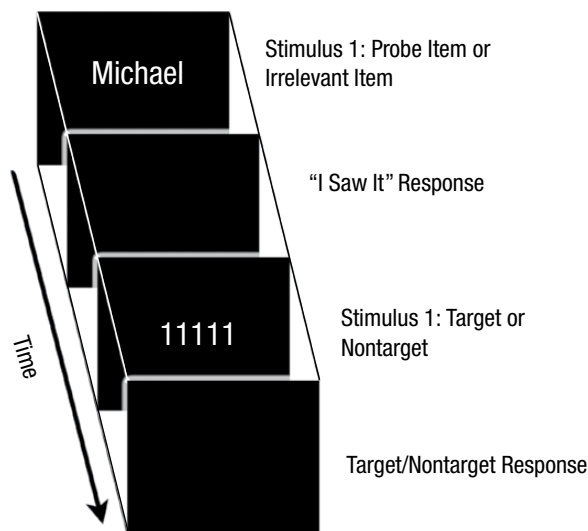 Michael
Stimulus 1: Probe Item or
Irrelevant Item
“I Saw It” Response
11111
Stimulus 1: Target or
Nontarget
Time
Target/Nontarget Response